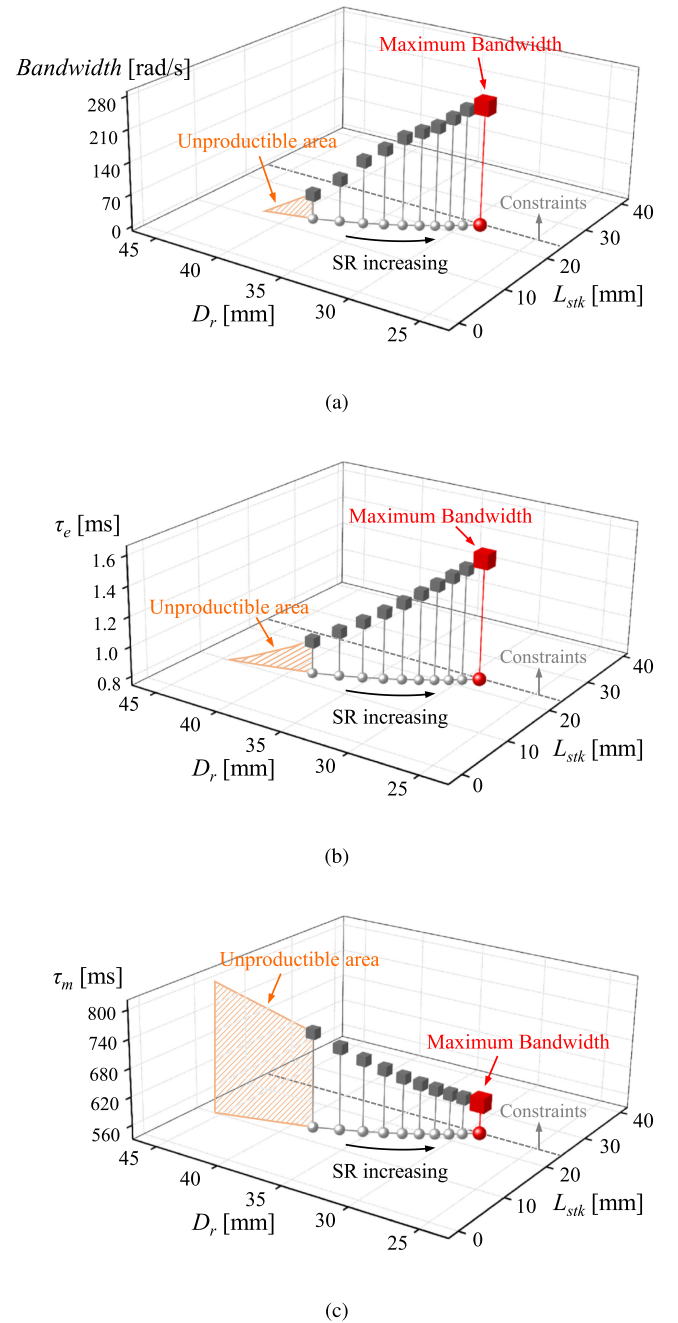 Maximum Bandwidth
Bandwidth [rad/s]
280
210
140
70
0
Unproductible area
Constraints
SR increasing
45
40
35
30
25
D_r [mm]
0
10
20
30
40
L_stk [mm]
(a)
τ_e [ms]
1.6
1.4
1.2
1.0
0.8
Maximum Bandwidth
Unproductible area
Constraints
SR increasing
45
40
35
30
25
D_r [mm]
0
10
20
30
40
L_stk [mm]
(b)
τ_m [ms]
800
740
680
620
560
Unproductible area
Maximum Bandwidth
Constraints
SR increasing
45
40
35
30
25
D_r [mm]
0
10
20
30
40
L_stk [mm]
(c)